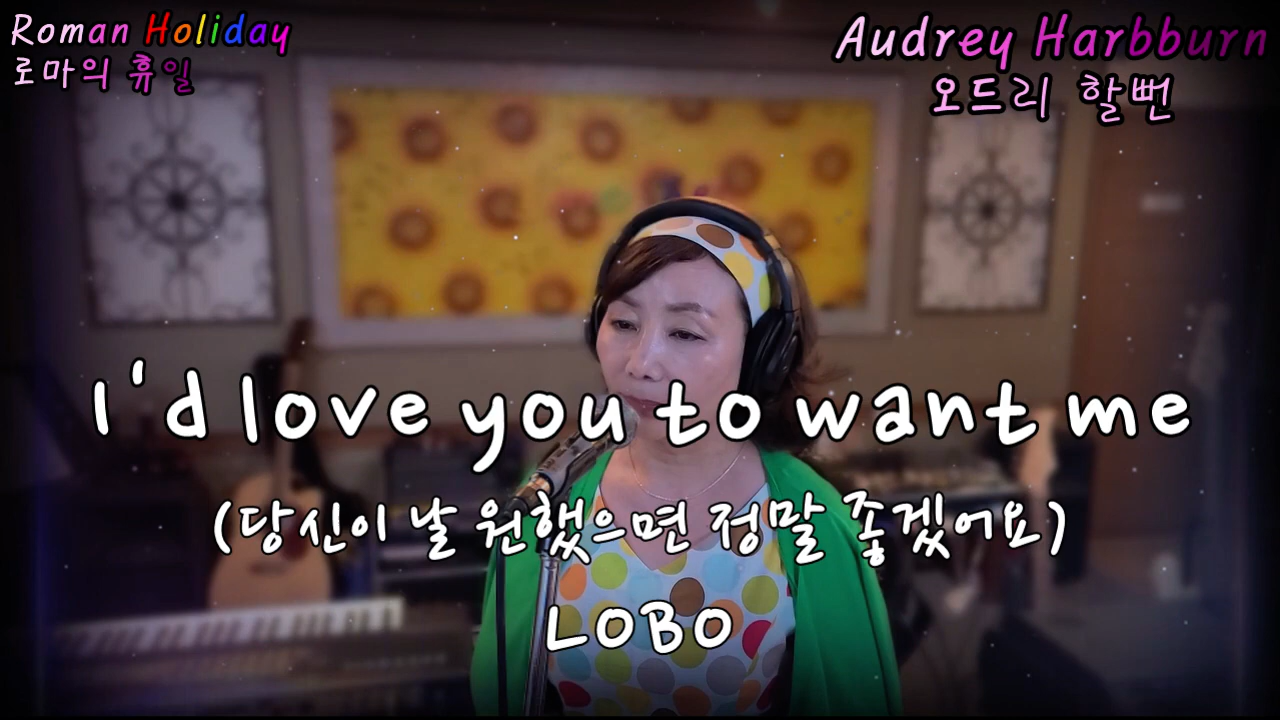 Roman Holiday
로마의 휴일
Audrey Harbburn
오드리 할뻔
I'd love you to want me
(당신이 날 원했으면 정말 좋겠어요)
LOBO